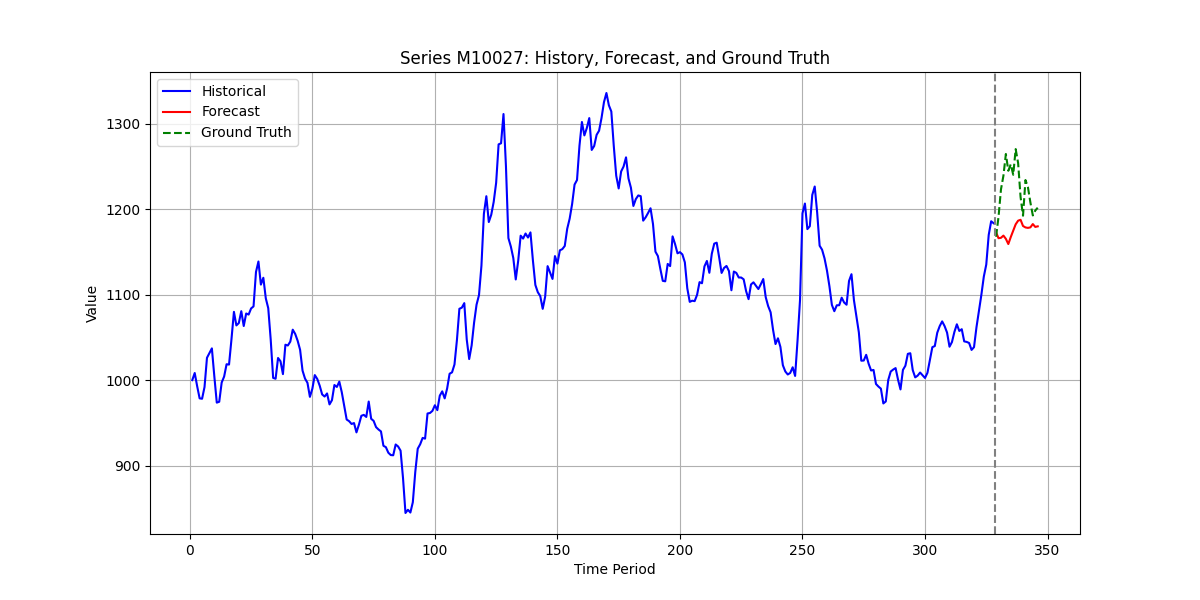 Series M10027: History, Forecast, and Ground Truth
Historical
Forecast
Ground Truth
1300
1200
1100
1000
900
Value
0 50 100 150 200 250 300 350
Time Period